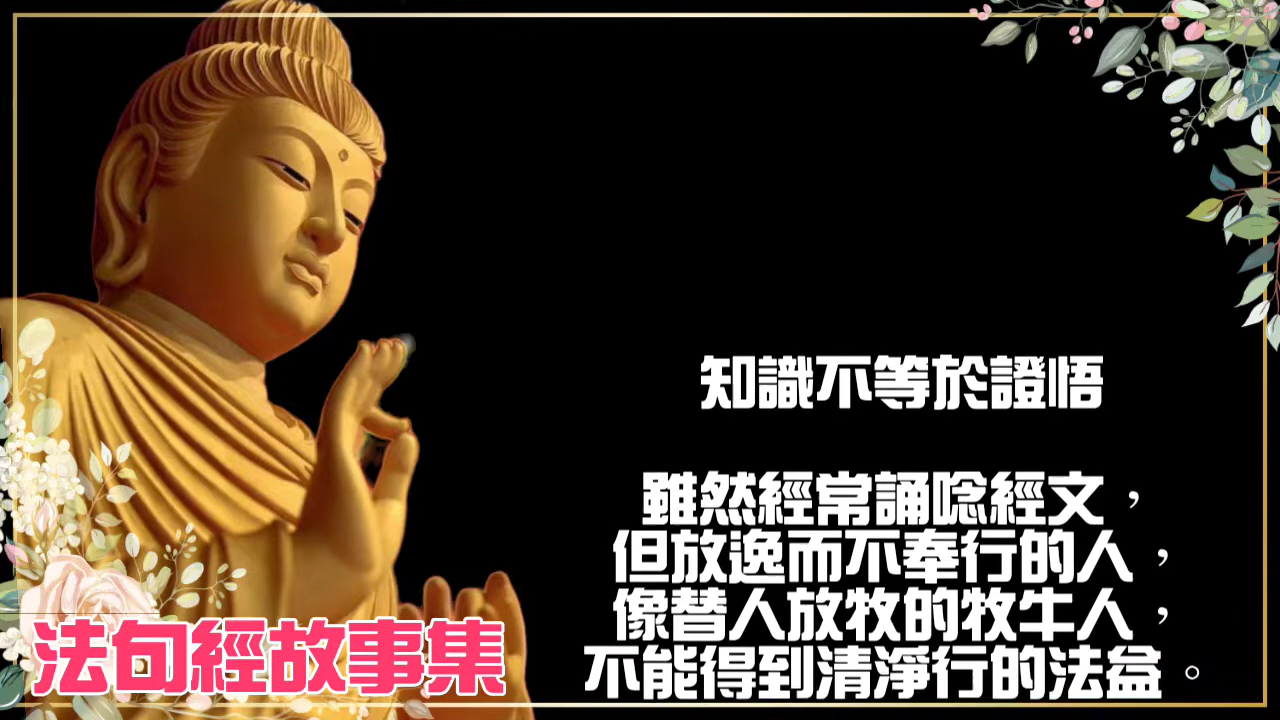 知識不等於證悟
雖然經常誦唸經文，
但放逸而不奉行的人，
像替人放牧的牧牛人，
不能得到清淨行的法益。
法句經故事集